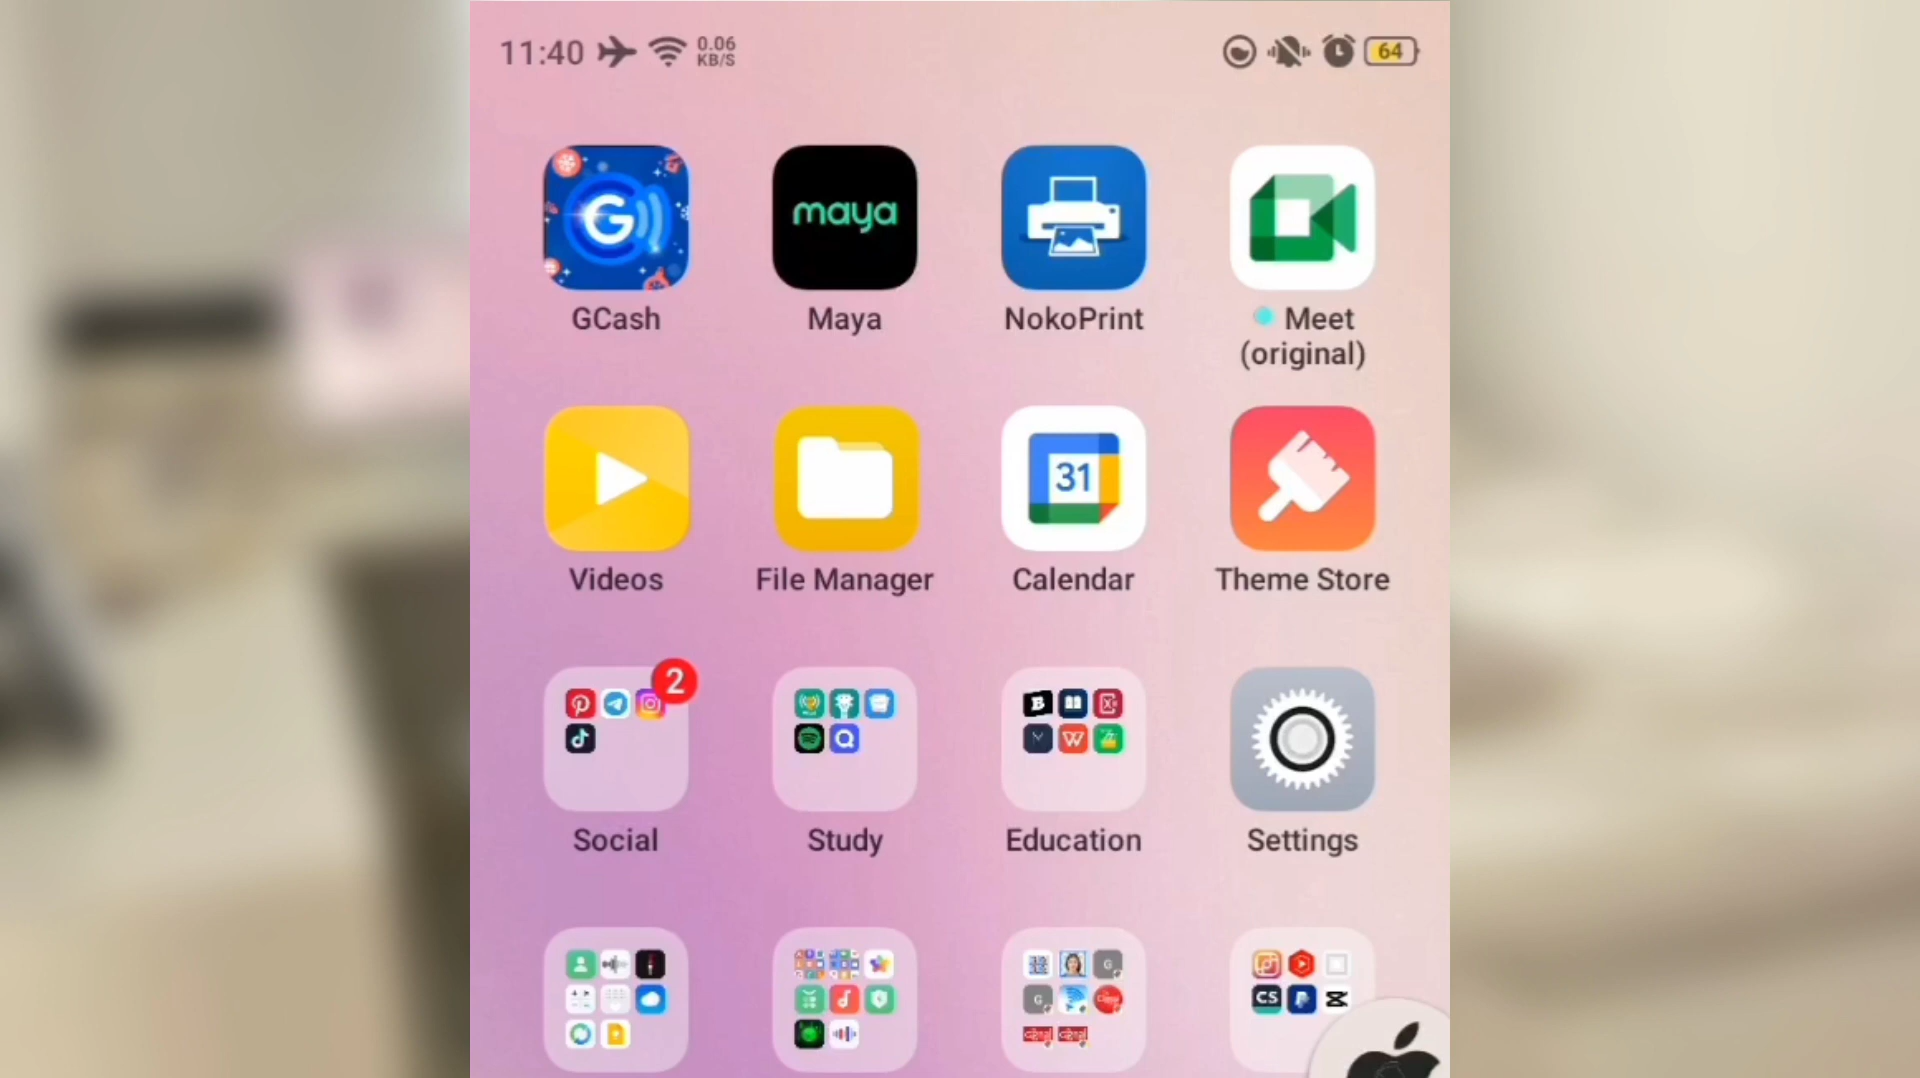 11:40
0.06
KB/S
64
G
maya
GCash
Maya
NokoPrint
Meet
(original)
31
Videos
File Manager
Calendar
Theme Store
2
Social
Study
Education
Settings
G
G
CS